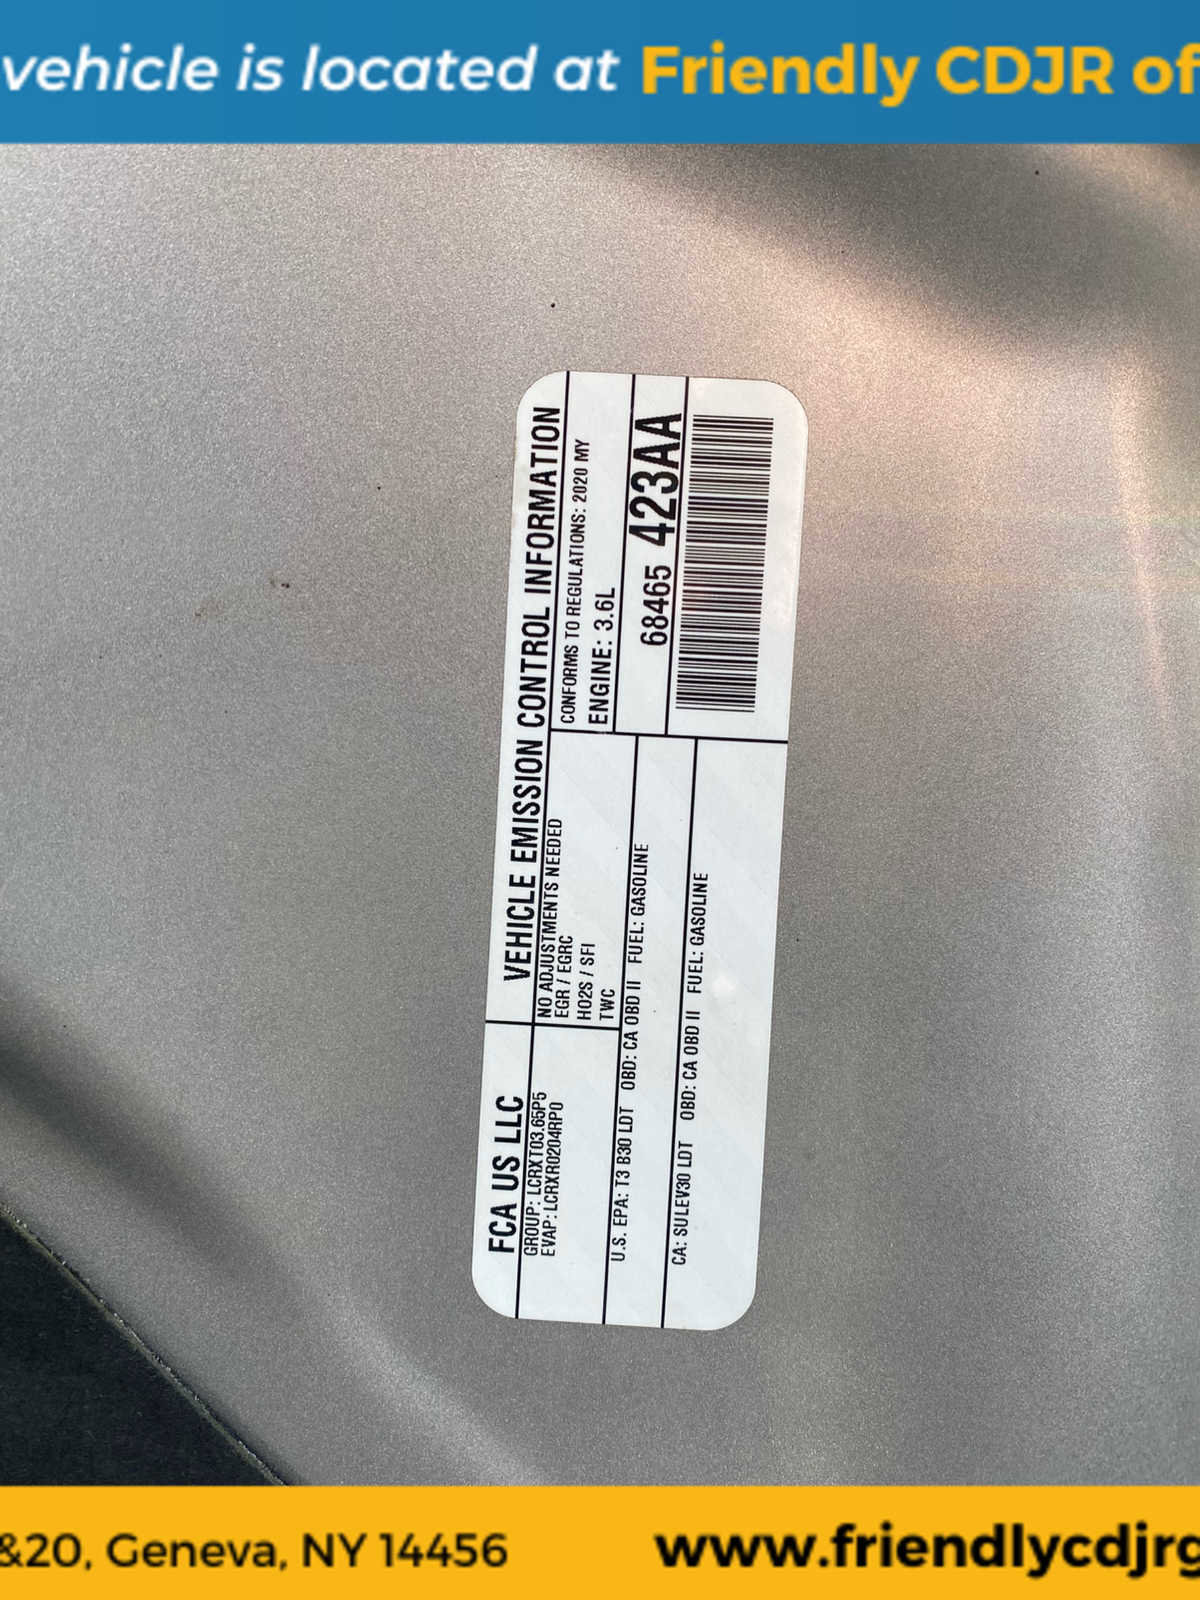 vehicle is located at Friendly CDJR of
VEHICLE EMISSION CONTROL INFORMATION
CONFORMS TO REGULATIONS: 2020 MY
ENGINE: 3.6L
68465 423AA
NO ADJUSTMENTS NEEDED
EGR / EGRC
HO2S / SFI
TWC
FCA US LLC
GROUP: LCRXT03.65P5
EVAP: LCRXR0204RP0
U.S. EPA: T3 B30 LDT OBD: CA OBD II FUEL: GASOLINE
CA: SULEV30 LDT OBD: CA OBD II FUEL: GASOLINE
&20, Geneva, NY 14456
www.friendlycdjrg